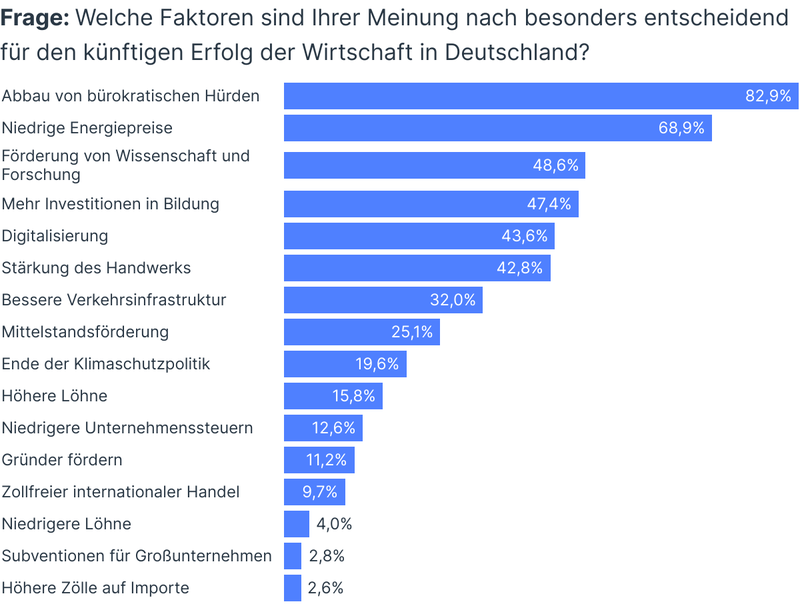 Frage: Welche Faktoren sind Ihrer Meinung nach besonders entscheidend
für den künftigen Erfolg der Wirtschaft in Deutschland?
Abbau von bürokratischen Hürden 82,9%
Niedrige Energiepreise 68,9%
Förderung von Wissenschaft und
Forschung 48,6%
Mehr Investitionen in Bildung 47,4%
Digitalisierung 43,6%
Stärkung des Handwerks 42,8%
Bessere Verkehrsinfrastruktur 32,0%
Mittelstandsförderung 25,1%
Ende der Klimaschutzpolitik 19,6%
Höhere Löhne 15,8%
Niedrigere Unternehmenssteuern 12,6%
Gründer fördern 11,2%
Zollfreier internationaler Handel 9,7%
Niedrigere Löhne 4,0%
Subventionen für Großunternehmen 2,8%
Höhere Zölle auf Importe 2,6%